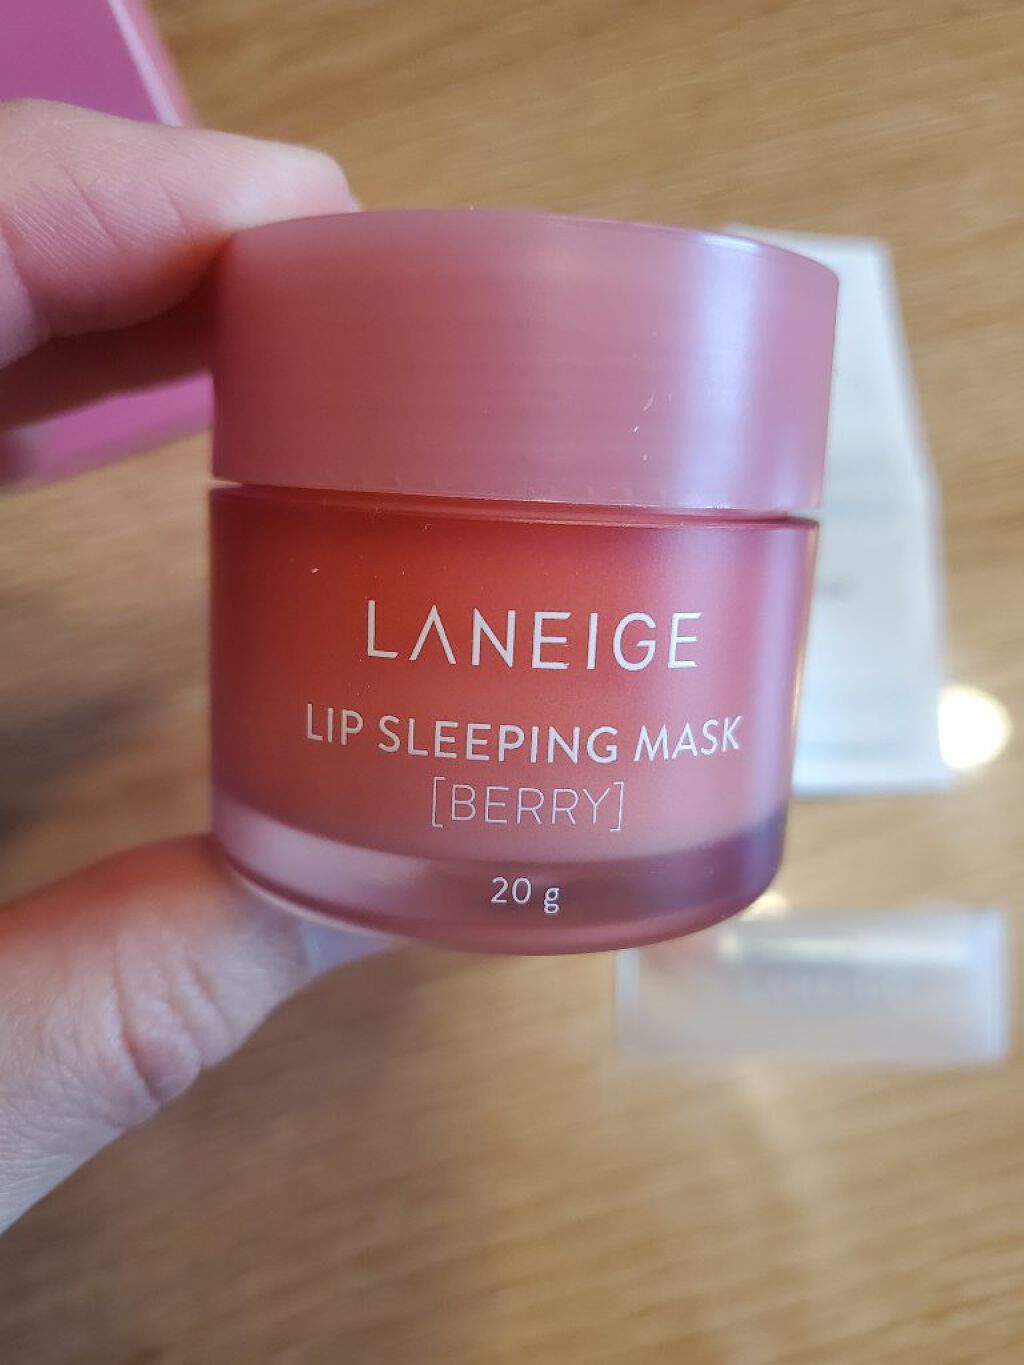 LANEIGE
LIP SLEEPING MASK
[BERRY]
20 g